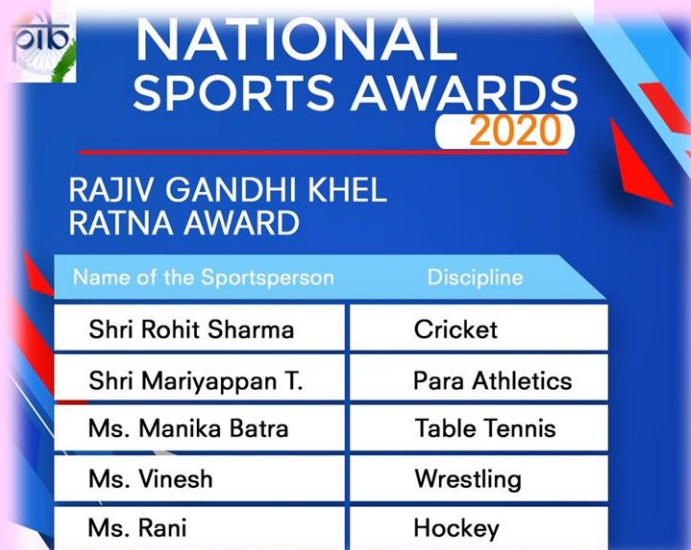 pib
NATIONAL
SPORTS AWARDS
2020
RAJIV GANDHI KHEL
RATNA AWARD
Name of the Sportsperson Discipline
Shri Rohit Sharma Cricket
Shri Mariyappan T. Para Athletics
Ms. Manika Batra Table Tennis
Ms. Vinesh Wrestling
Ms. Rani Hockey